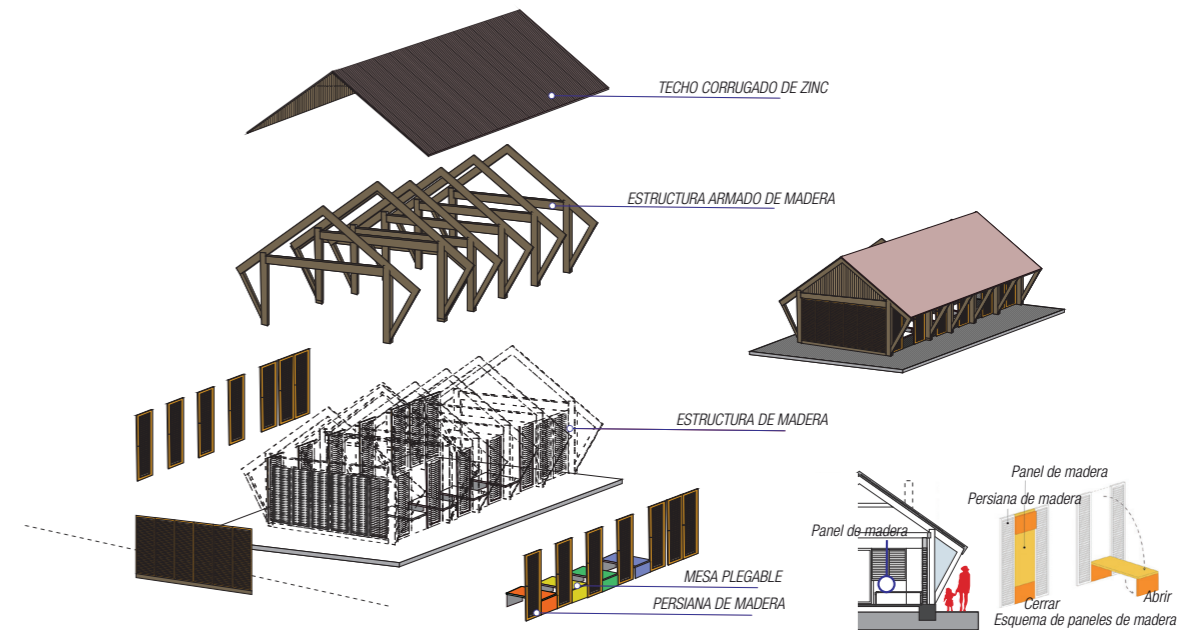 TECHO CORRUGADO DE ZINC
ESTRUCTURA ARMADO DE MADERA
ESTRUCTURA DE MADERA
Panel de madera
Persiana de madera
Panel de madera
MESA PLEGABLE
PERSIANA DE MADERA
Cerrar
Abrir
Esquema de paneles de madera